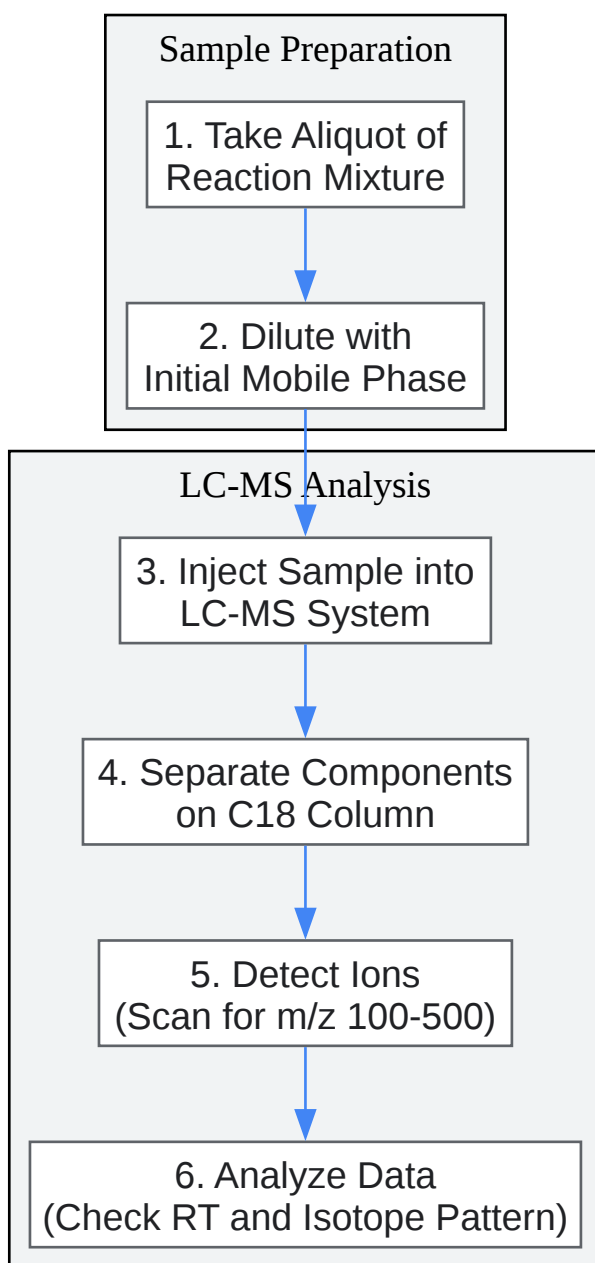 Sample Preparation
1. Take Aliquot of
Reaction Mixture
2. Dilute with
Initial Mobile Phase
LC-MS Analysis
3. Inject Sample into
LC-MS System
4. Separate Components
on C18 Column
5. Detect Ions
(Scan for m/z 100-500)
6. Analyze Data
(Check RT and Isotope Pattern)